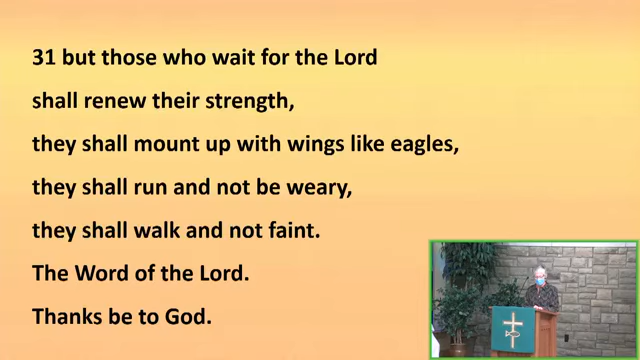 31 but those who wait for the Lord
shall renew their strength,
they shall mount up with wings like eagles,
they shall run and not be weary,
they shall walk and not faint.
The Word of the Lord.
Thanks be to God.